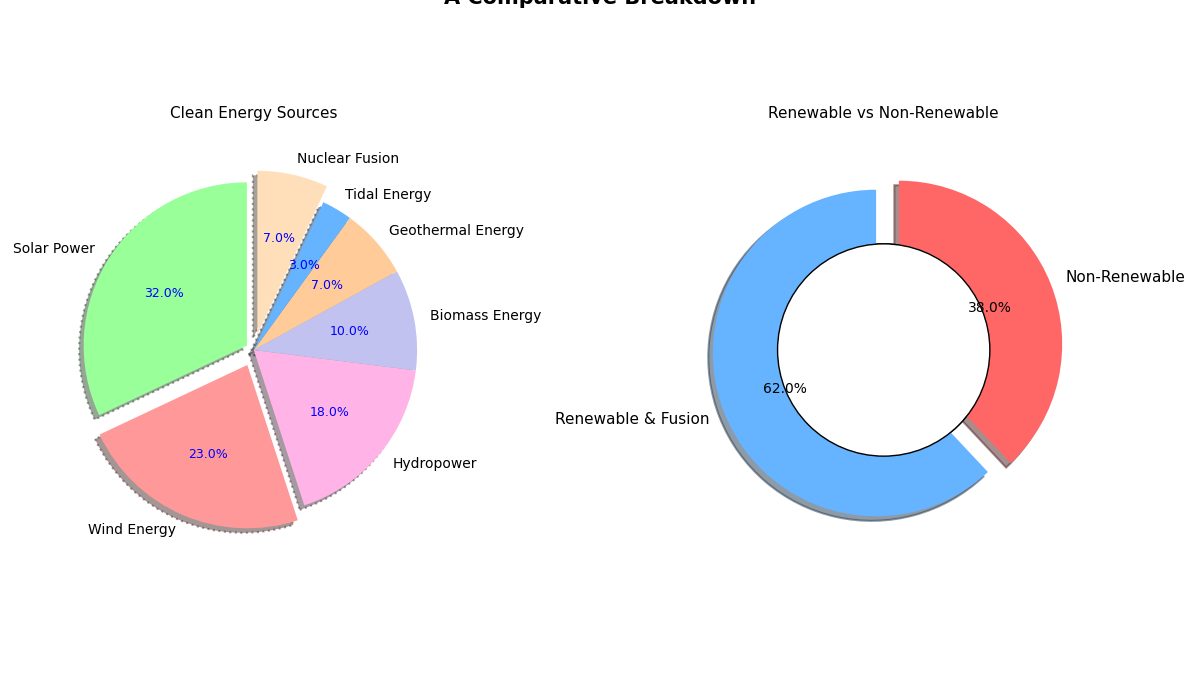 A Comparative Breakdown
Clean Energy Sources
Nuclear Fusion
Tidal Energy
Geothermal Energy
Biomass Energy
Hydropower
Wind Energy
Solar Power
7.0%
3.0%
7.0%
10.0%
18.0%
23.0%
32.0%
Renewable vs Non-Renewable
Non-Renewable
38.0%
62.0%
Renewable & Fusion